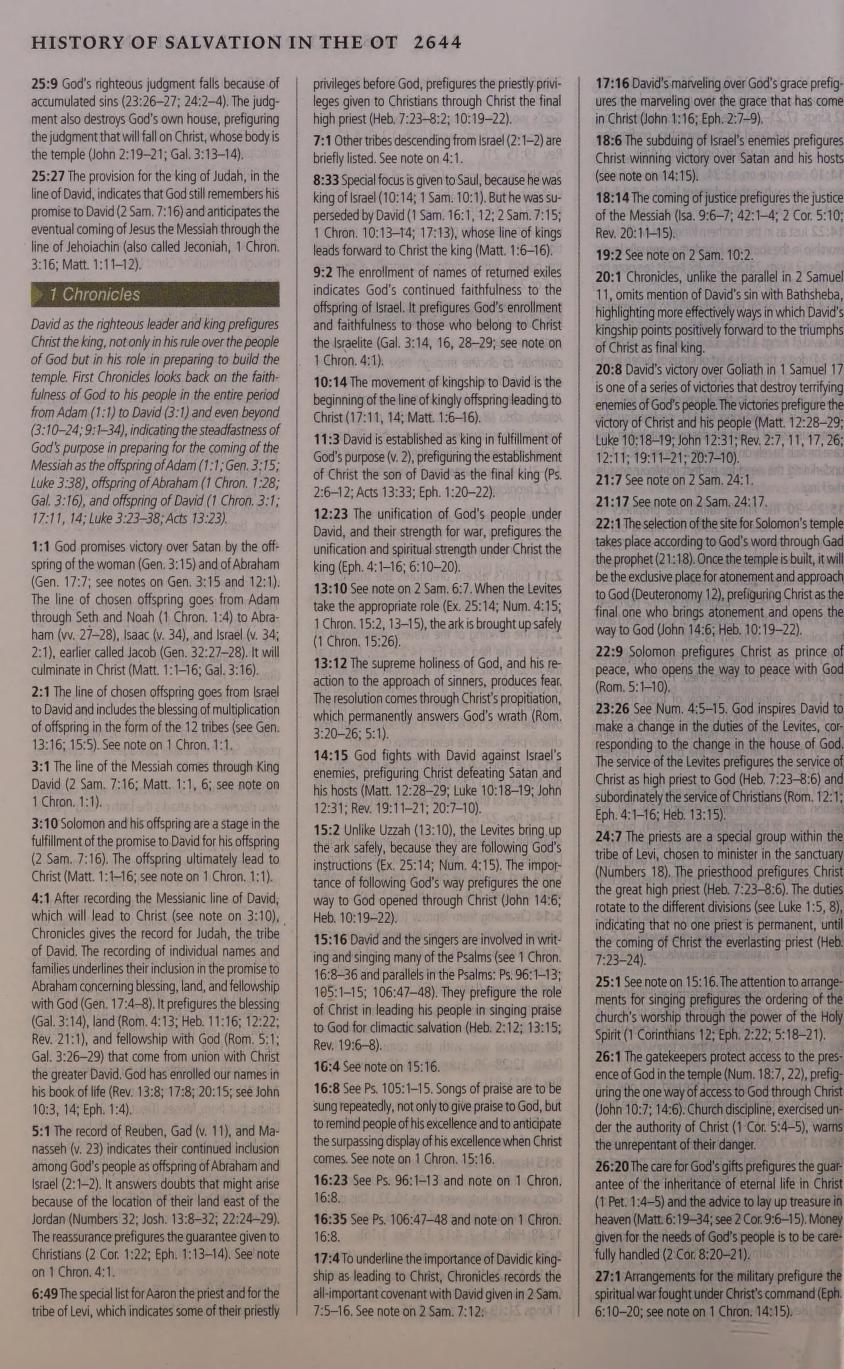 HISTORY OF SALVATION IN THE OT 2644
25:9 God's righteous judgment falls because of
accumulated sins (23:26–27; 24:2–4). The judg-
ment also destroys God's own house, prefiguring
the judgment that will fall on Christ, whose body is
the temple (John 2:19–21; Gal. 3:13–14).
25:27 The provision for the king of Judah, in the
line of David, indicates that God still remembers his
promise to David (2 Sam. 7:16) and anticipates the
eventual coming of Jesus the Messiah through the
line of Jehoiachin (also called Jeconiah, 1 Chron.
3:16; Matt. 1:11–12).
1 Chronicles
David as the righteous leader and king prefigures
Christ the king, not only in his rule over the people
of God but in his role in preparing to build the
temple. First Chronicles looks back on the faith-
fulness of God to his people in the entire period
from Adam (1:1) to David (3:1) and even beyond
(3:10–24; 9:1–34), indicating the steadfastness of
God's purpose in preparing for the coming of the
Messiah as the offspring of Adam (1:1; Gen. 3:15;
Luke 3:38), offspring of Abraham (1 Chron. 1:28;
Gal. 3:16), and offspring of David (1 Chron. 3:1;
17:11, 14; Luke 3:23–38; Acts 13:23).
1:1 God promises victory over Satan by the off-
spring of the woman (Gen. 3:15) and of Abraham
(Gen. 17:7; see notes on Gen. 3:15 and 12:1).
The line of chosen offspring goes from Adam
through Seth and Noah (1 Chron. 1:4) to Abra-
ham (vv. 27–28), Isaac (v. 34), and Israel (v. 34;
2:1), earlier called Jacob (Gen. 32:27–28). It will
culminate in Christ (Matt. 1:1–16; Gal. 3:16).
2:1 The line of chosen offspring goes from Israel
to David and includes the blessing of multiplication
of offspring in the form of the 12 tribes (see Gen.
13:16; 15:5). See note on 1 Chron. 1:1.
3:1 The line of the Messiah comes through King
David (2 Sam. 7:16; Matt. 1:1, 6; see note on
1 Chron. 1:1).
3:10 Solomon and his offspring are a stage in the
fulfillment of the promise to David for his offspring
(2 Sam. 7:16). The offspring ultimately lead to
Christ (Matt. 1:1–16; see note on 1 Chron. 1:1).
4:1 After recording the Messianic line of David,
which will lead to Christ (see note on 3:10),
Chronicles gives the record for Judah, the tribe
of David. The recording of individual names and
families underlines their inclusion in the promise to
Abraham concerning blessing, land, and fellowship
with God (Gen. 17:4–8). It prefigures the blessing
(Gal. 3:14), land (Rom. 4:13; Heb. 11:16; 12:22;
Rev. 21:1), and fellowship with God (Rom. 5:1;
Gal. 3:26–29) that come from union with Christ
the greater David. God has enrolled our names in
his book of life (Rev. 13:8; 17:8; 20:15; see John
10:3, 14; Eph. 1:4).
5:1 The record of Reuben, Gad (v. 11), and Ma-
nasseh (v. 23) indicates their continued inclusion
among God's people as offspring of Abraham and
Israel (2:1–2). It answers doubts that might arise
because of the location of their land east of the
Jordan (Numbers 32; Josh. 13:8–32; 22:24–29).
The reassurance prefigures the guarantee given to
Christians (2 Cor. 1:22; Eph. 1:13–14). See note
on 1 Chron. 4:1.
6:49 The special list for Aaron the priest and for the
tribe of Levi, which indicates some of their priestly
privileges before God, prefigures the priestly privi-
leges given to Christians through Christ the final
high priest (Heb. 7:23–8:2; 10:19–22).
7:1 Other tribes descending from Israel (2:1–2) are
briefly listed. See note on 4:1.
8:33 Special focus is given to Saul, because he was
king of Israel (10:14; 1 Sam. 10:1). But he was su-
perseded by David (1 Sam. 16:1, 12; 2 Sam. 7:15;
1 Chron. 10:13–14; 17:13), whose line of kings
leads forward to Christ the king (Matt. 1:6–16).
9:2 The enrollment of names of returned exiles
indicates God's continued faithfulness to the
offspring of Israel. It prefigures God's enrollment
and faithfulness to those who belong to Christ
the Israelite (Gal. 3:14, 16, 28–29; see note on
1 Chron. 4:1).
10:14 The movement of kingship to David is the
beginning of the line of kingly offspring leading to
Christ (17:11, 14; Matt. 1:6–16).
11:3 David is established as king in fulfillment of
God's purpose (v. 2), prefiguring the establishment
of Christ the son of David as the final king (Ps.
2:6–12; Acts 13:33; Eph. 1:20–22).
12:23 The unification of God's people under
David, and their strength for war, prefigures the
unification and spiritual strength under Christ the
king (Eph. 4:1–16; 6:10–20).
13:10 See note on 2 Sam. 6:7. When the Levites
take the appropriate role (Ex. 25:14; Num. 4:15;
1 Chron. 15:2, 13–15), the ark is brought up safely
(1 Chron. 15:26).
13:12 The supreme holiness of God, and his re-
action to the approach of sinners, produces fear.
The resolution comes through Christ's propitiation,
which permanently answers God's wrath (Rom.
3:20–26; 5:1).
14:15 God fights with David against Israel's
enemies, prefiguring Christ defeating Satan and
his hosts (Matt. 12:28–29; Luke 10:18–19; John
12:31; Rev. 19:11–21; 20:7–10).
15:2 Unlike Uzzah (13:10), the Levites bring up
the ark safely, because they are following God's
instructions (Ex. 25:14; Num. 4:15). The impor-
tance of following God's way prefigures the one
way to God opened through Christ (John 14:6;
Heb. 10:19–22).
15:16 David and the singers are involved in writ-
ing and singing many of the Psalms (see 1 Chron.
16:8–36 and parallels in the Psalms: Ps. 96:1–13;
105:1–15; 106:47–48). They prefigure the role
of Christ in leading his people in singing praise
to God for climactic salvation (Heb. 2:12; 13:15;
Rev. 19:6–8).
16:4 See note on 15:16.
16:8 See Ps. 105:1–15. Songs of praise are to be
sung repeatedly, not only to give praise to God, but
to remind people of his excellence and to anticipate
the surpassing display of his excellence when Christ
comes. See note on 1 Chron. 15:16.
16:23 See Ps. 96:1–13 and note on 1 Chron.
16:8.
16:35 See Ps. 106:47–48 and note on 1 Chron.
16:8.
17:4 To underline the importance of Davidic king-
ship as leading to Christ, Chronicles records the
all-important covenant with David given in 2 Sam.
7:5–16. See note on 2 Sam. 7:12.
17:16 David's marveling over God's grace prefig-
ures the marveling over the grace that has come
in Christ (John 1:16; Eph. 2:7–9).
18:6 The subduing of Israel's enemies prefigures
Christ winning victory over Satan and his hosts
(see note on 14:15).
18:14 The coming of justice prefigures the justice
of the Messiah (Isa. 9:6–7; 42:1–4; 2 Cor. 5:10;
Rev. 20:11–15).
19:2 See note on 2 Sam. 10:2.
20:1 Chronicles, unlike the parallel in 2 Samuel
11, omits mention of David's sin with Bathsheba,
highlighting more effectively ways in which David's
kingship points positively forward to the triumphs
of Christ as final king.
20:8 David's victory over Goliath in 1 Samuel 17
is one of a series of victories that destroy terrifying
enemies of God's people. The victories prefigure the
victory of Christ and his people (Matt. 12:28–29;
Luke 10:18–19; John 12:31; Rev. 2:7, 11, 17, 26;
12:11; 19:11–21; 20:7–10).
21:7 See note on 2 Sam. 24:1.
21:17 See note on 2 Sam. 24:17.
22:1 The selection of the site for Solomon's temple
takes place according to God's word through Gad
the prophet (21:18). Once the temple is built, it will
be the exclusive place for atonement and approach
to God (Deuteronomy 12), prefiguring Christ as the
final one who brings atonement and opens the
way to God (John 14:6; Heb. 10:19–22).
22:9 Solomon prefigures Christ as prince of
peace, who opens the way to peace with God
(Rom. 5:1–10).
23:26 See Num. 4:5–15. God inspires David to
make a change in the duties of the Levites, cor-
responding to the change in the house of God.
The service of the Levites prefigures the service of
Christ as high priest to God (Heb. 7:23–8:6) and
subordinately the service of Christians (Rom. 12:1;
Eph. 4:1–16; Heb. 13:15).
24:7 The priests are a special group within the
tribe of Levi, chosen to minister in the sanctuary
(Numbers 18). The priesthood prefigures Christ
the great high priest (Heb. 7:23–8:6). The duties
rotate to the different divisions (see Luke 1:5, 8),
indicating that no one priest is permanent, until
the coming of Christ the everlasting priest (Heb.
7:23–24).
25:1 See note on 15:16. The attention to arrange-
ments for singing prefigures the ordering of the
church's worship through the power of the Holy
Spirit (1 Corinthians 12; Eph. 2:22; 5:18–21).
26:1 The gatekeepers protect access to the pres-
ence of God in the temple (Num. 18:7, 22), prefig-
uring the one way of access to God through Christ
(John 10:7; 14:6). Church discipline, exercised un-
der the authority of Christ (1 Cor. 5:4–5), warns
the unrepentant of their danger.
26:20 The care for God's gifts prefigures the guar-
antee of the inheritance of eternal life in Christ
(1 Pet. 1:4–5) and the advice to lay up treasure in
heaven (Matt. 6:19–34; see 2 Cor. 9:6–15). Money
given for the needs of God's people is to be care-
fully handled (2 Cor. 8:20–21).
27:1 Arrangements for the military prefigure the
spiritual war fought under Christ's command (Eph.
6:10–20; see note on 1 Chron. 14:15).